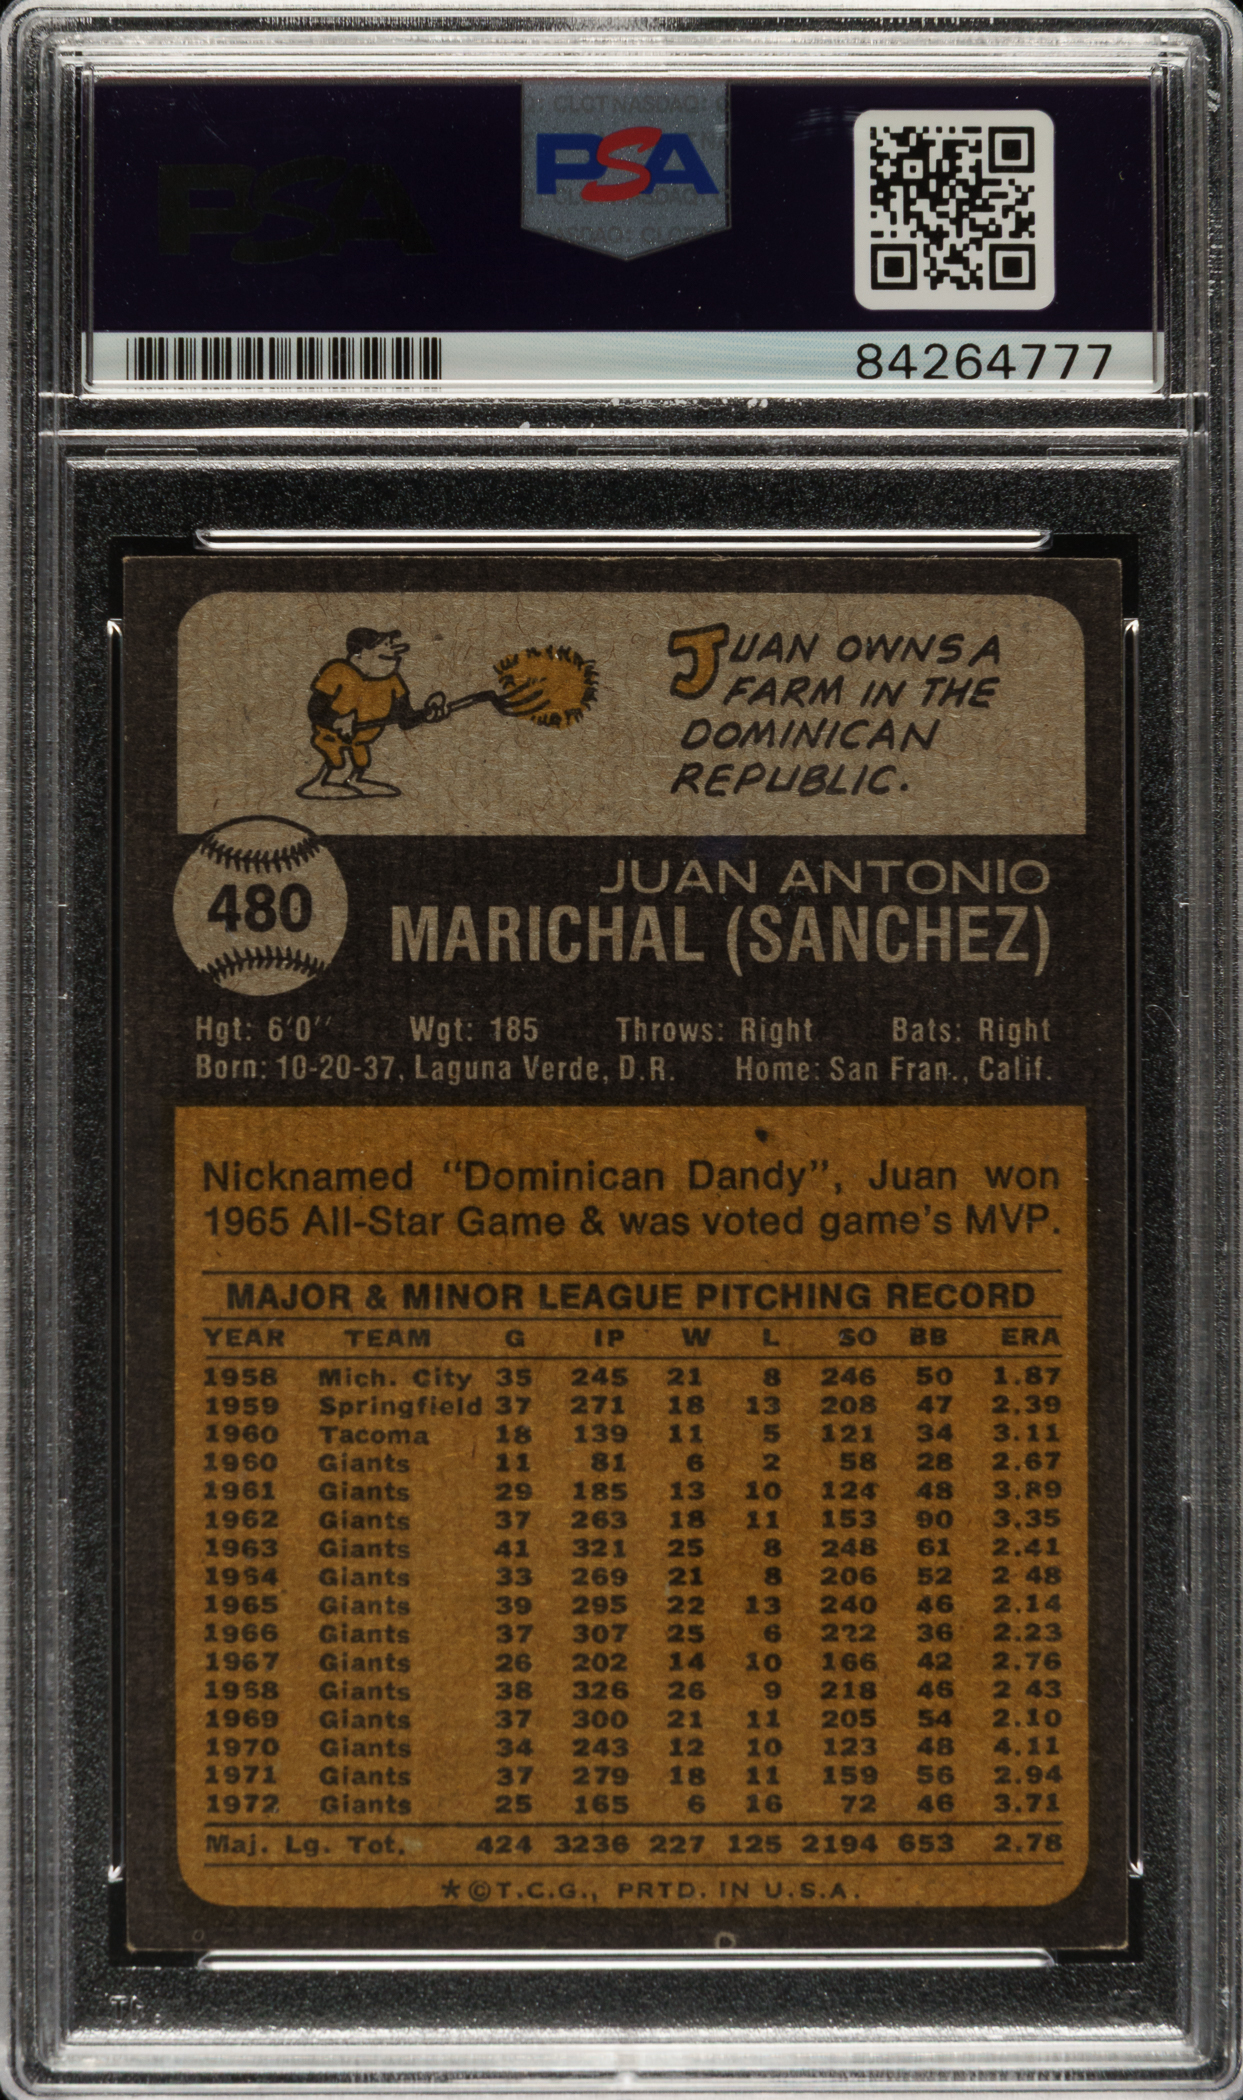 PSA
PSA
84264777
JUAN OWNS A
FARM IN THE
DOMINICAN
REPUBLIC.
480
JUAN ANTONIO
MARICHAL (SANCHEZ)
Hgt: 6'0" Wgt: 185 Throws: Right Bats: Right
Born: 10-20-37, Laguna Verde, D.R. Home: San Fran., Calif.
Nicknamed "Dominican Dandy", Juan won
1965 All-Star Game & was voted game's MVP.
MAJOR & MINOR LEAGUE PITCHING RECORD
YEAR TEAM G IP W L SO BB ERA
1958 Mich. City 35 245 21 8 246 50 1.87
1959 Springfield 37 271 18 13 208 47 2.39
1960 Tacoma 18 139 11 5 121 34 3.11
1960 Giants 11 81 6 2 58 28 2.67
1961 Giants 29 185 13 10 124 48 3.89
1962 Giants 37 263 18 11 153 90 3.35
1963 Giants 41 321 25 8 248 61 2.41
1964 Giants 33 269 21 8 206 52 2 48
1965 Giants 39 295 22 13 240 46 2.14
1966 Giants 37 307 25 6 222 36 2.23
1967 Giants 26 202 14 10 166 42 2.76
1968 Giants 38 326 26 9 218 46 2 43
1969 Giants 37 300 21 11 205 54 2.10
1970 Giants 34 243 12 10 123 48 4.11
1971 Giants 37 279 18 11 159 56 2.94
1972 Giants 25 165 6 16 72 46 3.71
Maj. Lg. Tot. 424 3236 227 125 2194 653 2.78
*©T.C.G., PRTD. IN U.S.A.